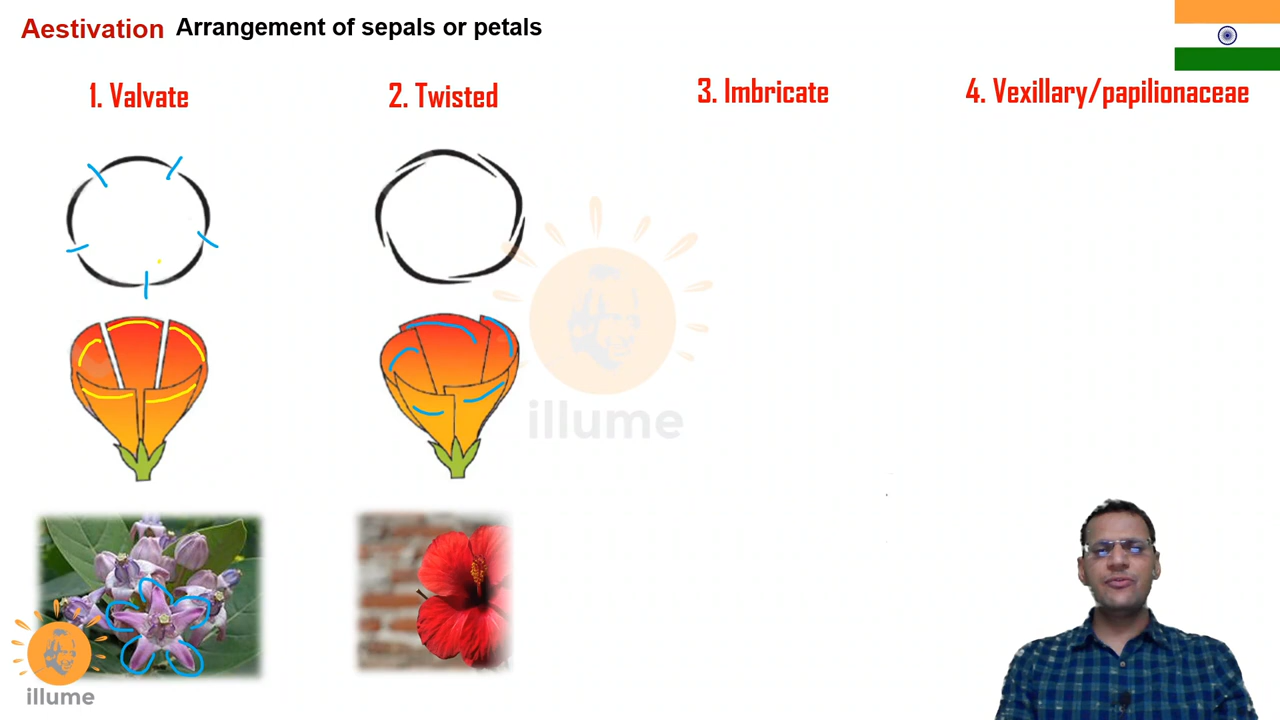 Aestivation Arrangement of sepals or petals
1. Valvate
2. Twisted
3. Imbricate
4. Vexillary/papilionaceae
illume
illume